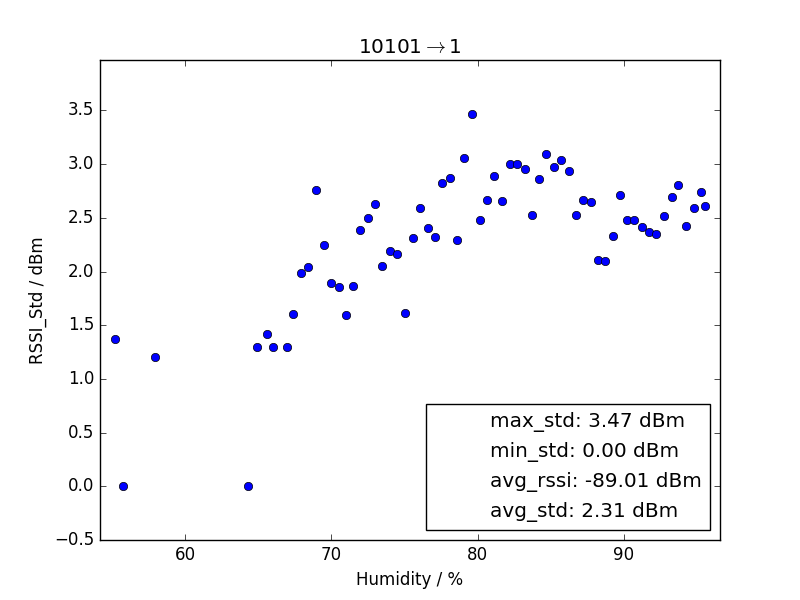 10101→1
3.5
3.0
2.5
2.0
1.5
1.0
0.5
0.0
−0.5
RSSI_Std / dBm
max_std: 3.47 dBm
min_std: 0.00 dBm
avg_rssi: -89.01 dBm
avg_std: 2.31 dBm
60 70 80 90
Humidity / %